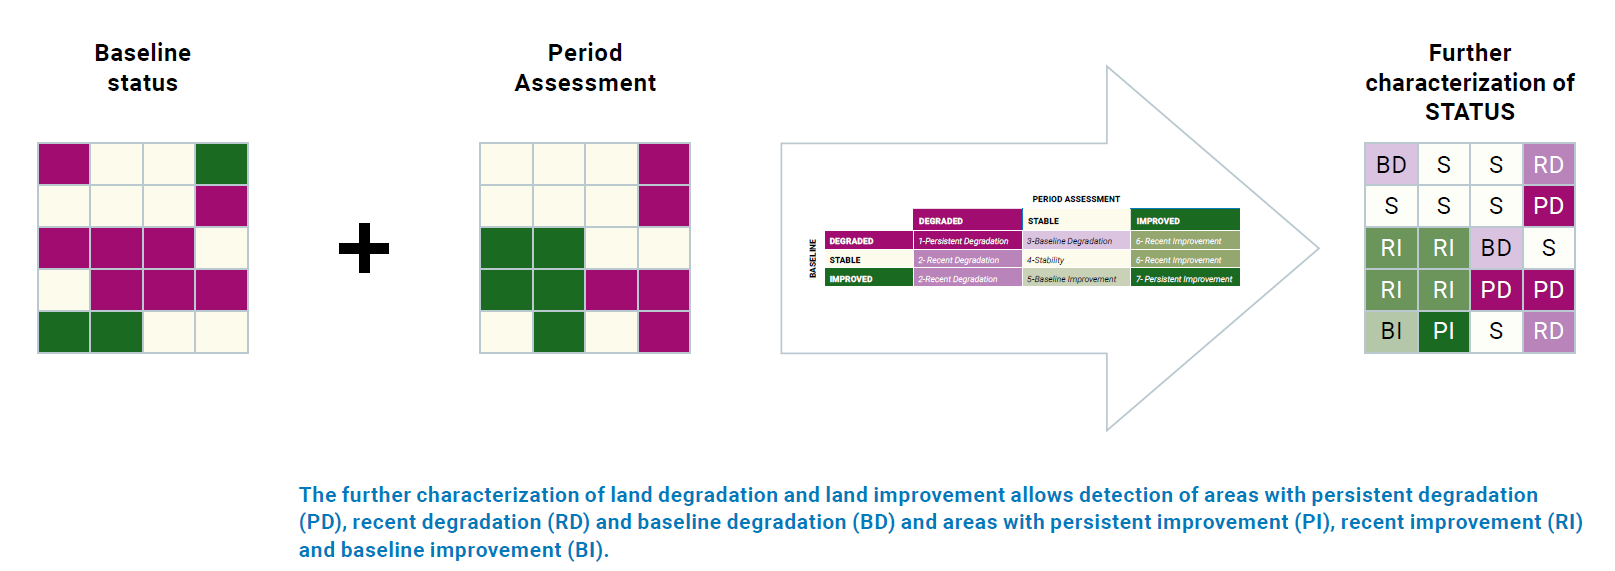 Baseline
status
Period
Assessment
Further
characterization of
STATUS
PERIOD ASSESSMENT
DEGRADED STABLE IMPROVED
BASELINE
DEGRADED 1-Persistent Degradation 3-Baseline Degradation 6- Recent Improvement
STABLE 2- Recent Degradation 4-Stability 6- Recent Improvement
IMPROVED 2-Recent Degradation 5-Baseline Improvement 7- Persistent Improvement
BD S S RD
S S S PD
RI RI BD S
RI RI PD PD
BI PI S RD
The further characterization of land degradation and land improvement allows detection of areas with persistent degradation
(PD), recent degradation (RD) and baseline degradation (BD) and areas with persistent improvement (PI), recent improvement (RI)
and baseline improvement (BI).